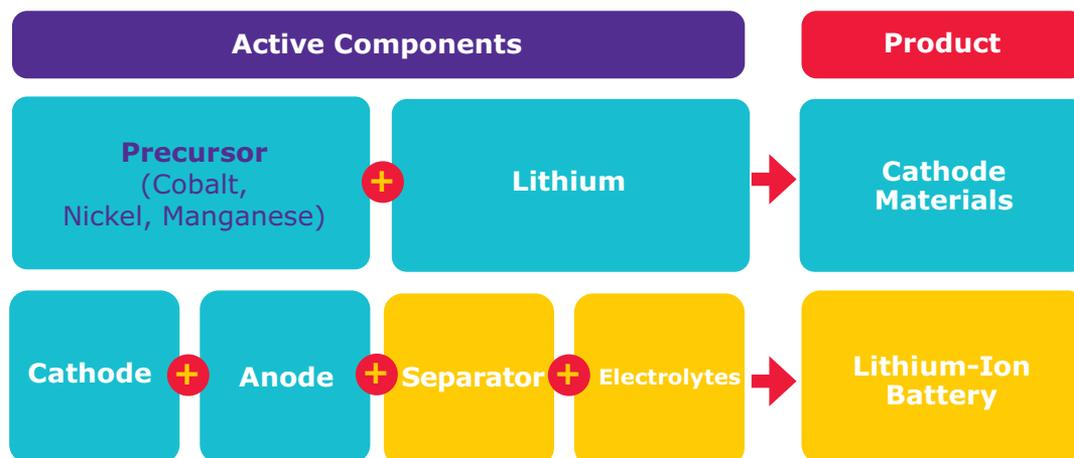 Active Components
Product
Precursor
(Cobalt,
Nickel, Manganese)
+
Lithium
Cathode
Materials
Cathode
+
Anode
+
Separator
+
Electrolytes
Lithium-Ion
Battery